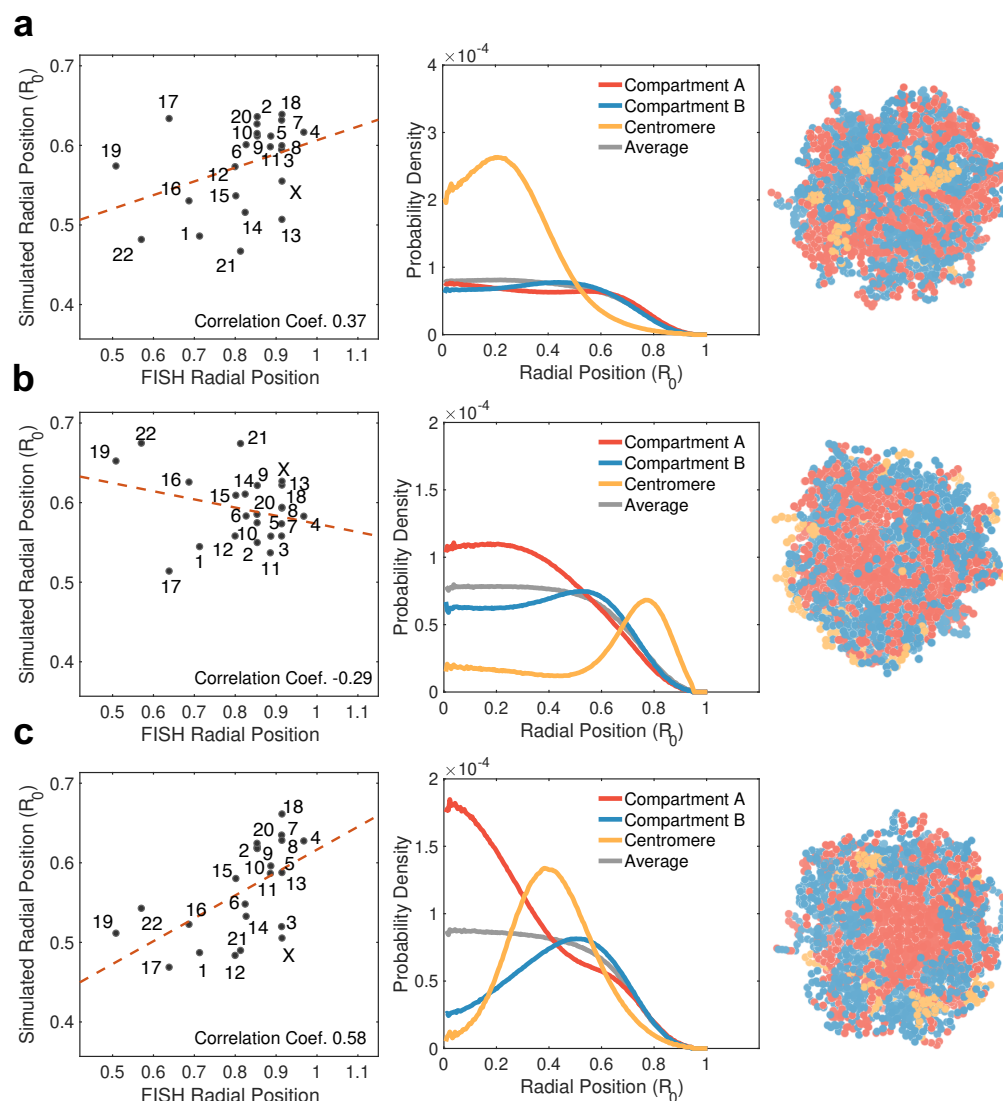 a
Simulated Radial Position (R0)
0.7
0.6
0.5
0.4
17
20
2
18
10
5
7
4
19
6
9
11
8
13
12
16
15
X
14
13
22
1
21
Correlation Coef. 0.37
0.5 0.6 0.7 0.8 0.9 1 1.1
FISH Radial Position
×10-4
Probability Density
4
3
2
1
0
Compartment A
Compartment B
Centromere
Average
0 0.2 0.4 0.6 0.8 1
Radial Position (R0)
b
Simulated Radial Position (R0)
0.7
0.6
0.5
0.4
22
21
19
16
14
9
X
13
15
20
18
6
8
10
5
7
4
1
12
2
3
11
17
Correlation Coef. -0.29
0.5 0.6 0.7 0.8 0.9 1 1.1
FISH Radial Position
×10-4
Probability Density
2
1.5
1
0.5
0
Compartment A
Compartment B
Centromere
Average
0 0.2 0.4 0.6 0.8 1
Radial Position (R0)
c
Simulated Radial Position (R0)
0.7
0.6
0.5
0.4
18
20
7
4
2
9
8
15
10
5
11
13
16
6
19
22
14
3
21
17
1
12
X
Correlation Coef. 0.58
0.5 0.6 0.7 0.8 0.9 1 1.1
FISH Radial Position
×10-4
Probability Density
2
1.5
1
0.5
0
Compartment A
Compartment B
Centromere
Average
0 0.2 0.4 0.6 0.8 1
Radial Position (R0)